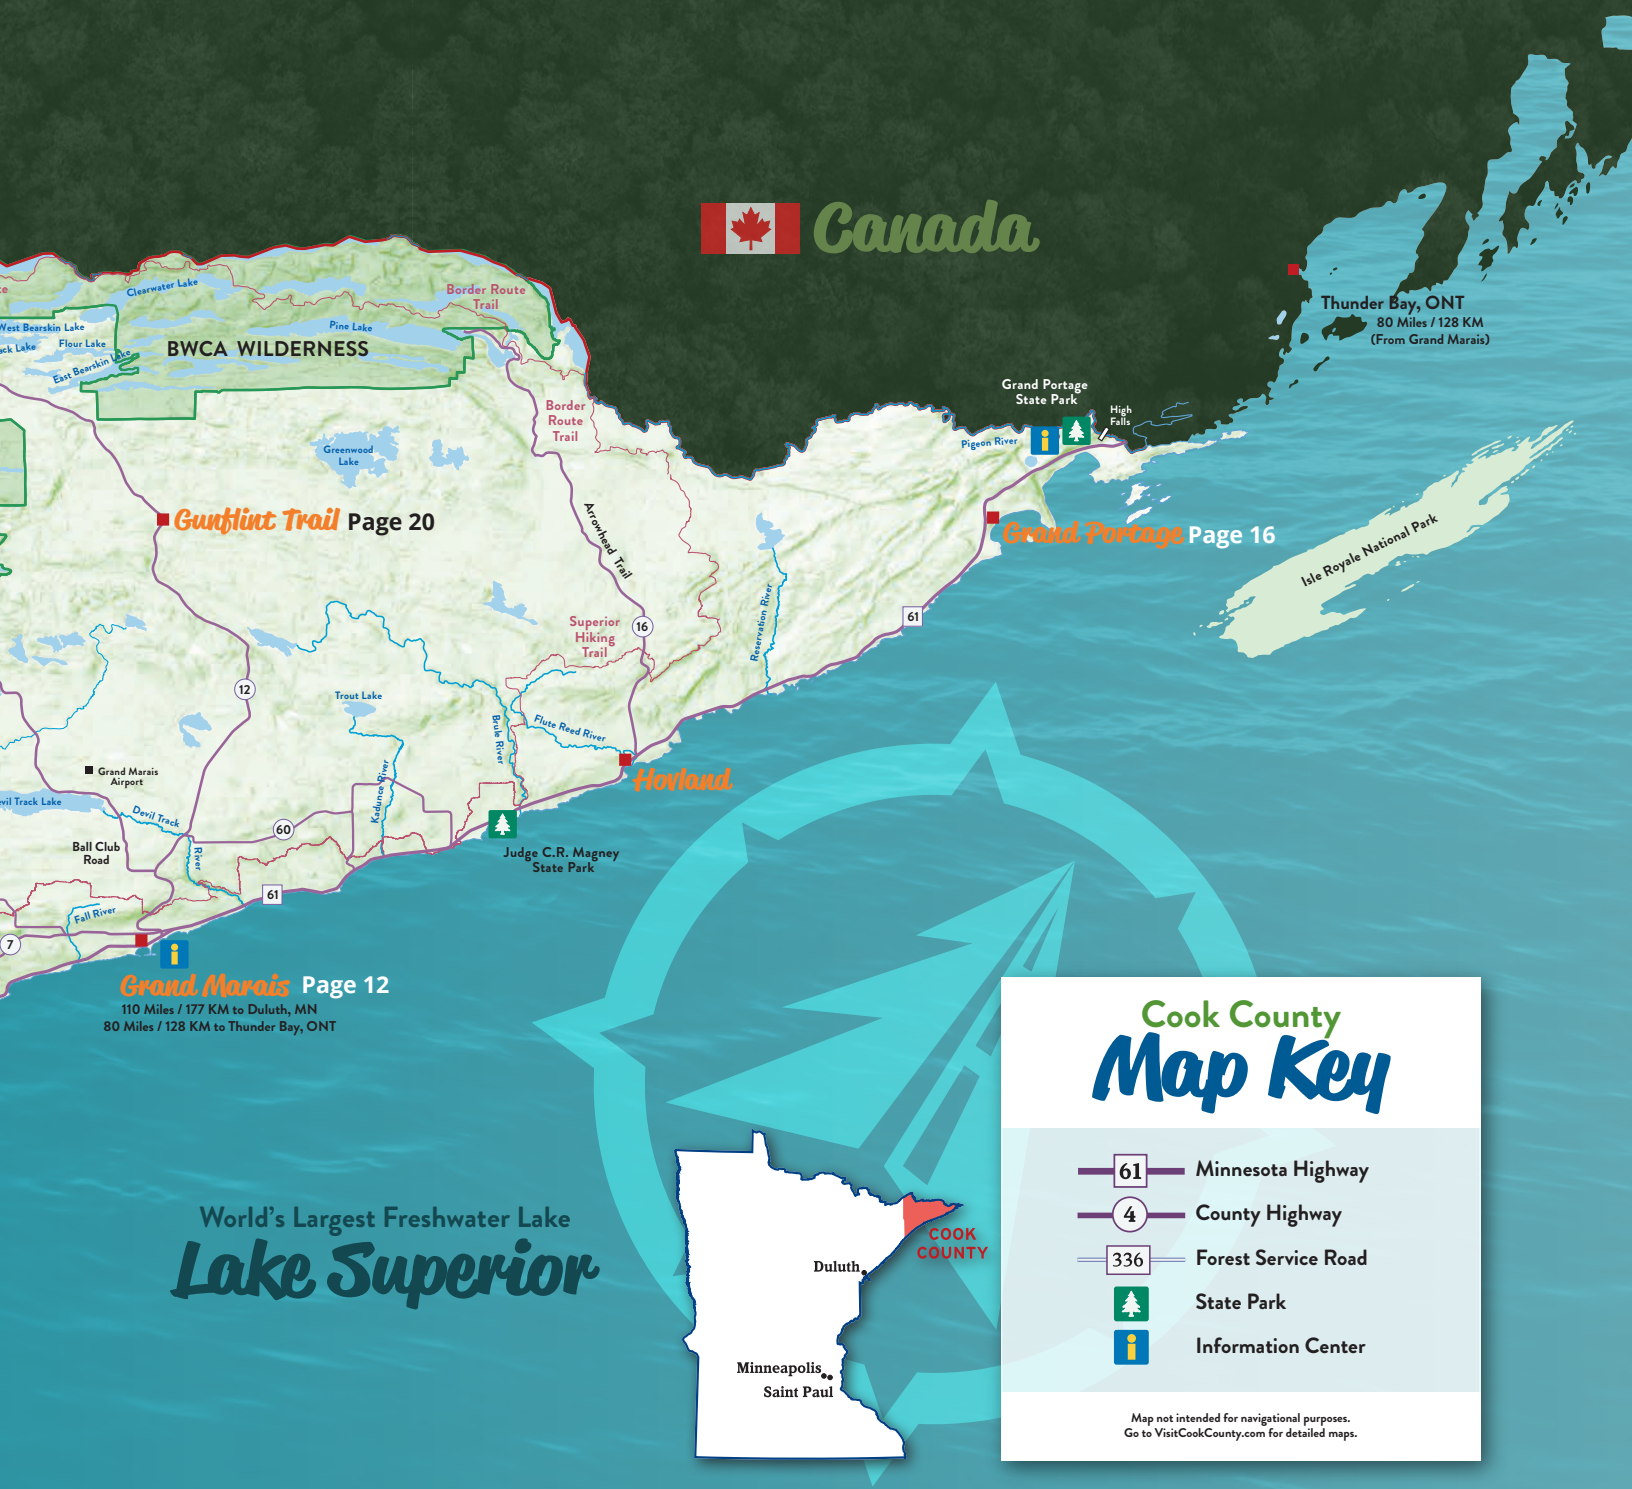 Canada
Thunder Bay, ONT
80 Miles / 128 KM
(From Grand Marais)
Clearwater Lake
Border Route
Trail
West Bearskin Lake
Pine Lake
Flour Lake
BWCA WILDERNESS
East Bearskin Lake
Grand Portage
State Park
High
Falls
Pigeon River
Border
Route
Trail
Greenwood
Lake
Gunflint Trail Page 20
Arrowhead Trail
Grand Portage Page 16
Isle Royale National Park
Reservation River
61
Superior
Hiking
Trail
16
12
Trout Lake
Brule River
Flute Reed River
Grand Marais
Airport
Hovland
Kadunce River
Devil Track Lake
Devil Track
River
60
Ball Club
Road
Judge C.R. Magney
State Park
61
Fall River
7
Grand Marais Page 12
110 Miles / 177 KM to Duluth, MN
80 Miles / 128 KM to Thunder Bay, ONT
World's Largest Freshwater Lake
Lake Superior
COOK
COUNTY
Duluth
Minneapolis
Saint Paul
Cook County
Map Key
61 Minnesota Highway
4 County Highway
336 Forest Service Road
State Park
Information Center
Map not intended for navigational purposes.
Go to VisitCookCounty.com for detailed maps.